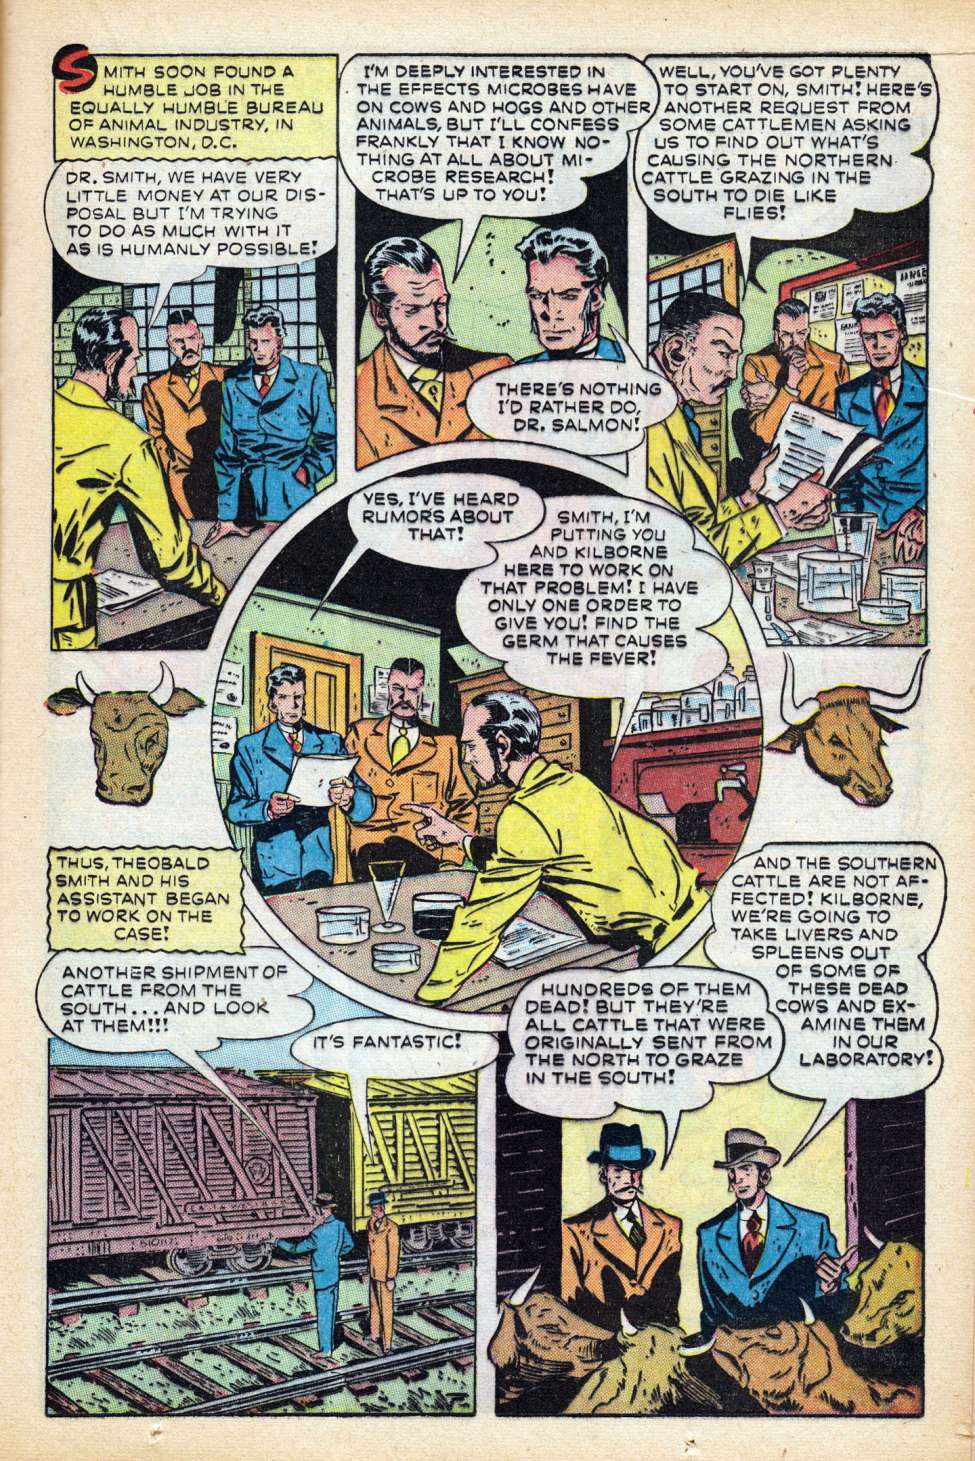 SMITH SOON FOUND A
HUMBLE JOB IN THE
EQUALLY HUMBLE BUREAU
OF ANIMAL INDUSTRY, IN
WASHINGTON, D.C.
DR. SMITH, WE HAVE VERY
LITTLE MONEY AT OUR DIS-
POSAL BUT I'M TRYING
TO DO AS MUCH WITH IT
AS IS HUMANLY POSSIBLE!
I'M DEEPLY INTERESTED IN
THE EFFECTS MICROBES HAVE
ON COWS AND HOGS AND OTHER
ANIMALS, BUT I'LL CONFESS
FRANKLY THAT I KNOW NO-
THING AT ALL ABOUT MI-
CROBE RESEARCH!
THAT'S UP TO YOU!
THERE'S NOTHING
I'D RATHER DO,
DR. SALMON!
WELL, YOU'VE GOT PLENTY
TO START ON, SMITH! HERE'S
ANOTHER REQUEST FROM
SOME CATTLEMEN ASKING
US TO FIND OUT WHAT'S
CAUSING THE NORTHERN
CATTLE GRAZING IN THE
SOUTH TO DIE LIKE
FLIES!
YES, I'VE HEARD
RUMORS ABOUT
THAT!
SMITH, I'M
PUTTING YOU
AND KILBORNE
HERE TO WORK ON
THAT PROBLEM! I HAVE
ONLY ONE ORDER TO
GIVE YOU! FIND THE
GERM THAT CAUSES
THE FEVER!
THUS, THEOBALD
SMITH AND HIS
ASSISTANT BEGAN
TO WORK ON THE
CASE!
ANOTHER SHIPMENT OF
CATTLE FROM THE
SOUTH...AND LOOK
AT THEM!!!
IT'S FANTASTIC!
HUNDREDS OF THEM
DEAD! BUT THEY'RE
ALL CATTLE THAT WERE
ORIGINALLY SENT FROM
THE NORTH TO GRAZE
IN THE SOUTH!
AND THE SOUTHERN
CATTLE ARE NOT AF-
FECTED! KILBORNE,
WE'RE GOING TO
TAKE LIVERS AND
SPLEENS OUT
OF SOME OF
THESE DEAD
COWS AND EX-
AMINE THEM
IN OUR
LABORATORY!